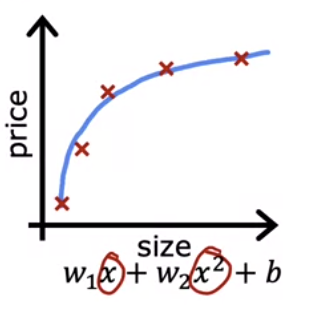 price
size
w₁x + w₂x² + b